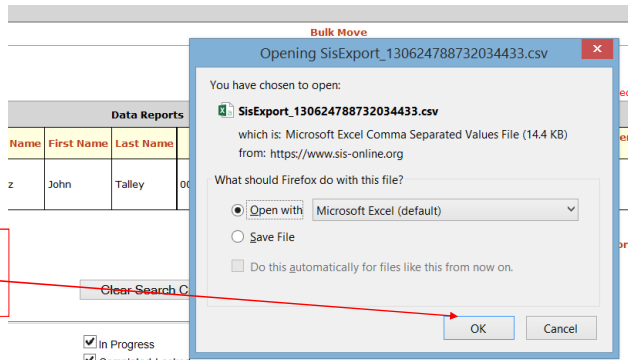 Bulk Move
Opening SisExport_130624788732034433.csv
You have chosen to open:
SisExport_130624788732034433.csv
which is: Microsoft Excel Comma Separated Values File (14.4 KB)
from: https://www.sis-online.org
What should Firefox do with this file?
Open with Microsoft Excel (default)
Save File
Do this automatically for files like this from now on.
OK Cancel
Data Reports
Name First Name Last Name
z John Talley 00
Clear Search C
In Progress